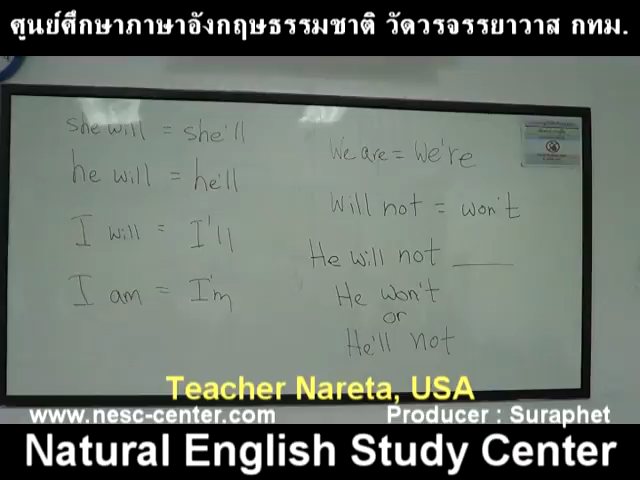 ศูนย์ศึกษาภาษาอังกฤษธรรมชาติ วัดวรจรรยาวาส กทม.
she will = she'll
he will = he'll
I will = I'll
I am = I'm
We are = We're
Will not = won't
He will not ____
He won't
or
He'll not
Teacher Nareta, USA
www.nesc-center.com
Producer : Suraphet
Natural English Study Center